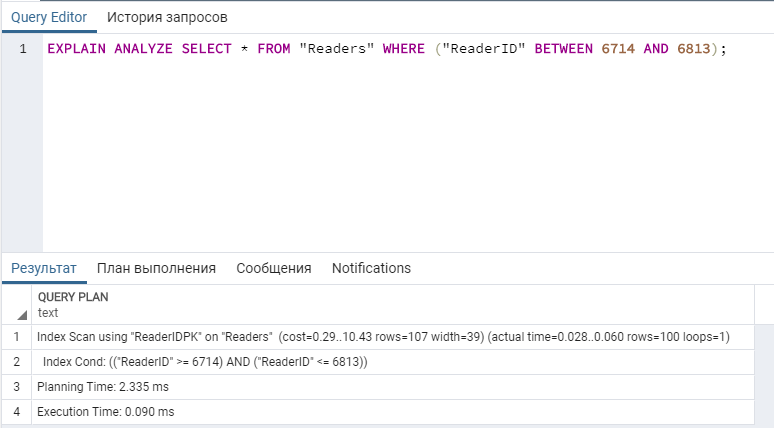 Query Editor История запросов
1 EXPLAIN ANALYZE SELECT * FROM "Readers" WHERE ("ReaderID" BETWEEN 6714 AND 6813);
Результат План выполнения Сообщения Notifications
QUERY PLAN
text
1 Index Scan using "ReaderIDPK" on "Readers" (cost=0.29..10.43 rows=107 width=39) (actual time=0.028..0.060 rows=100 loops=1)
2 Index Cond: (("ReaderID" >= 6714) AND ("ReaderID" <= 6813))
3 Planning Time: 2.335 ms
4 Execution Time: 0.090 ms